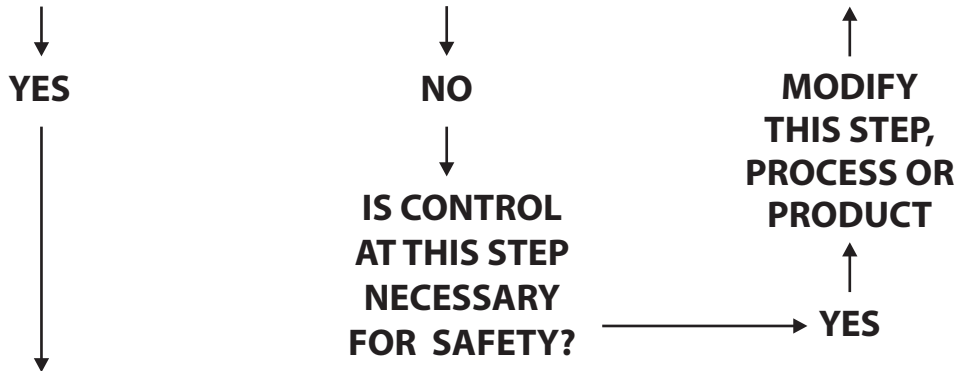 YES
NO
IS CONTROL
AT THIS STEP
NECESSARY
FOR SAFETY?
YES
MODIFY
THIS STEP,
PROCESS OR
PRODUCT